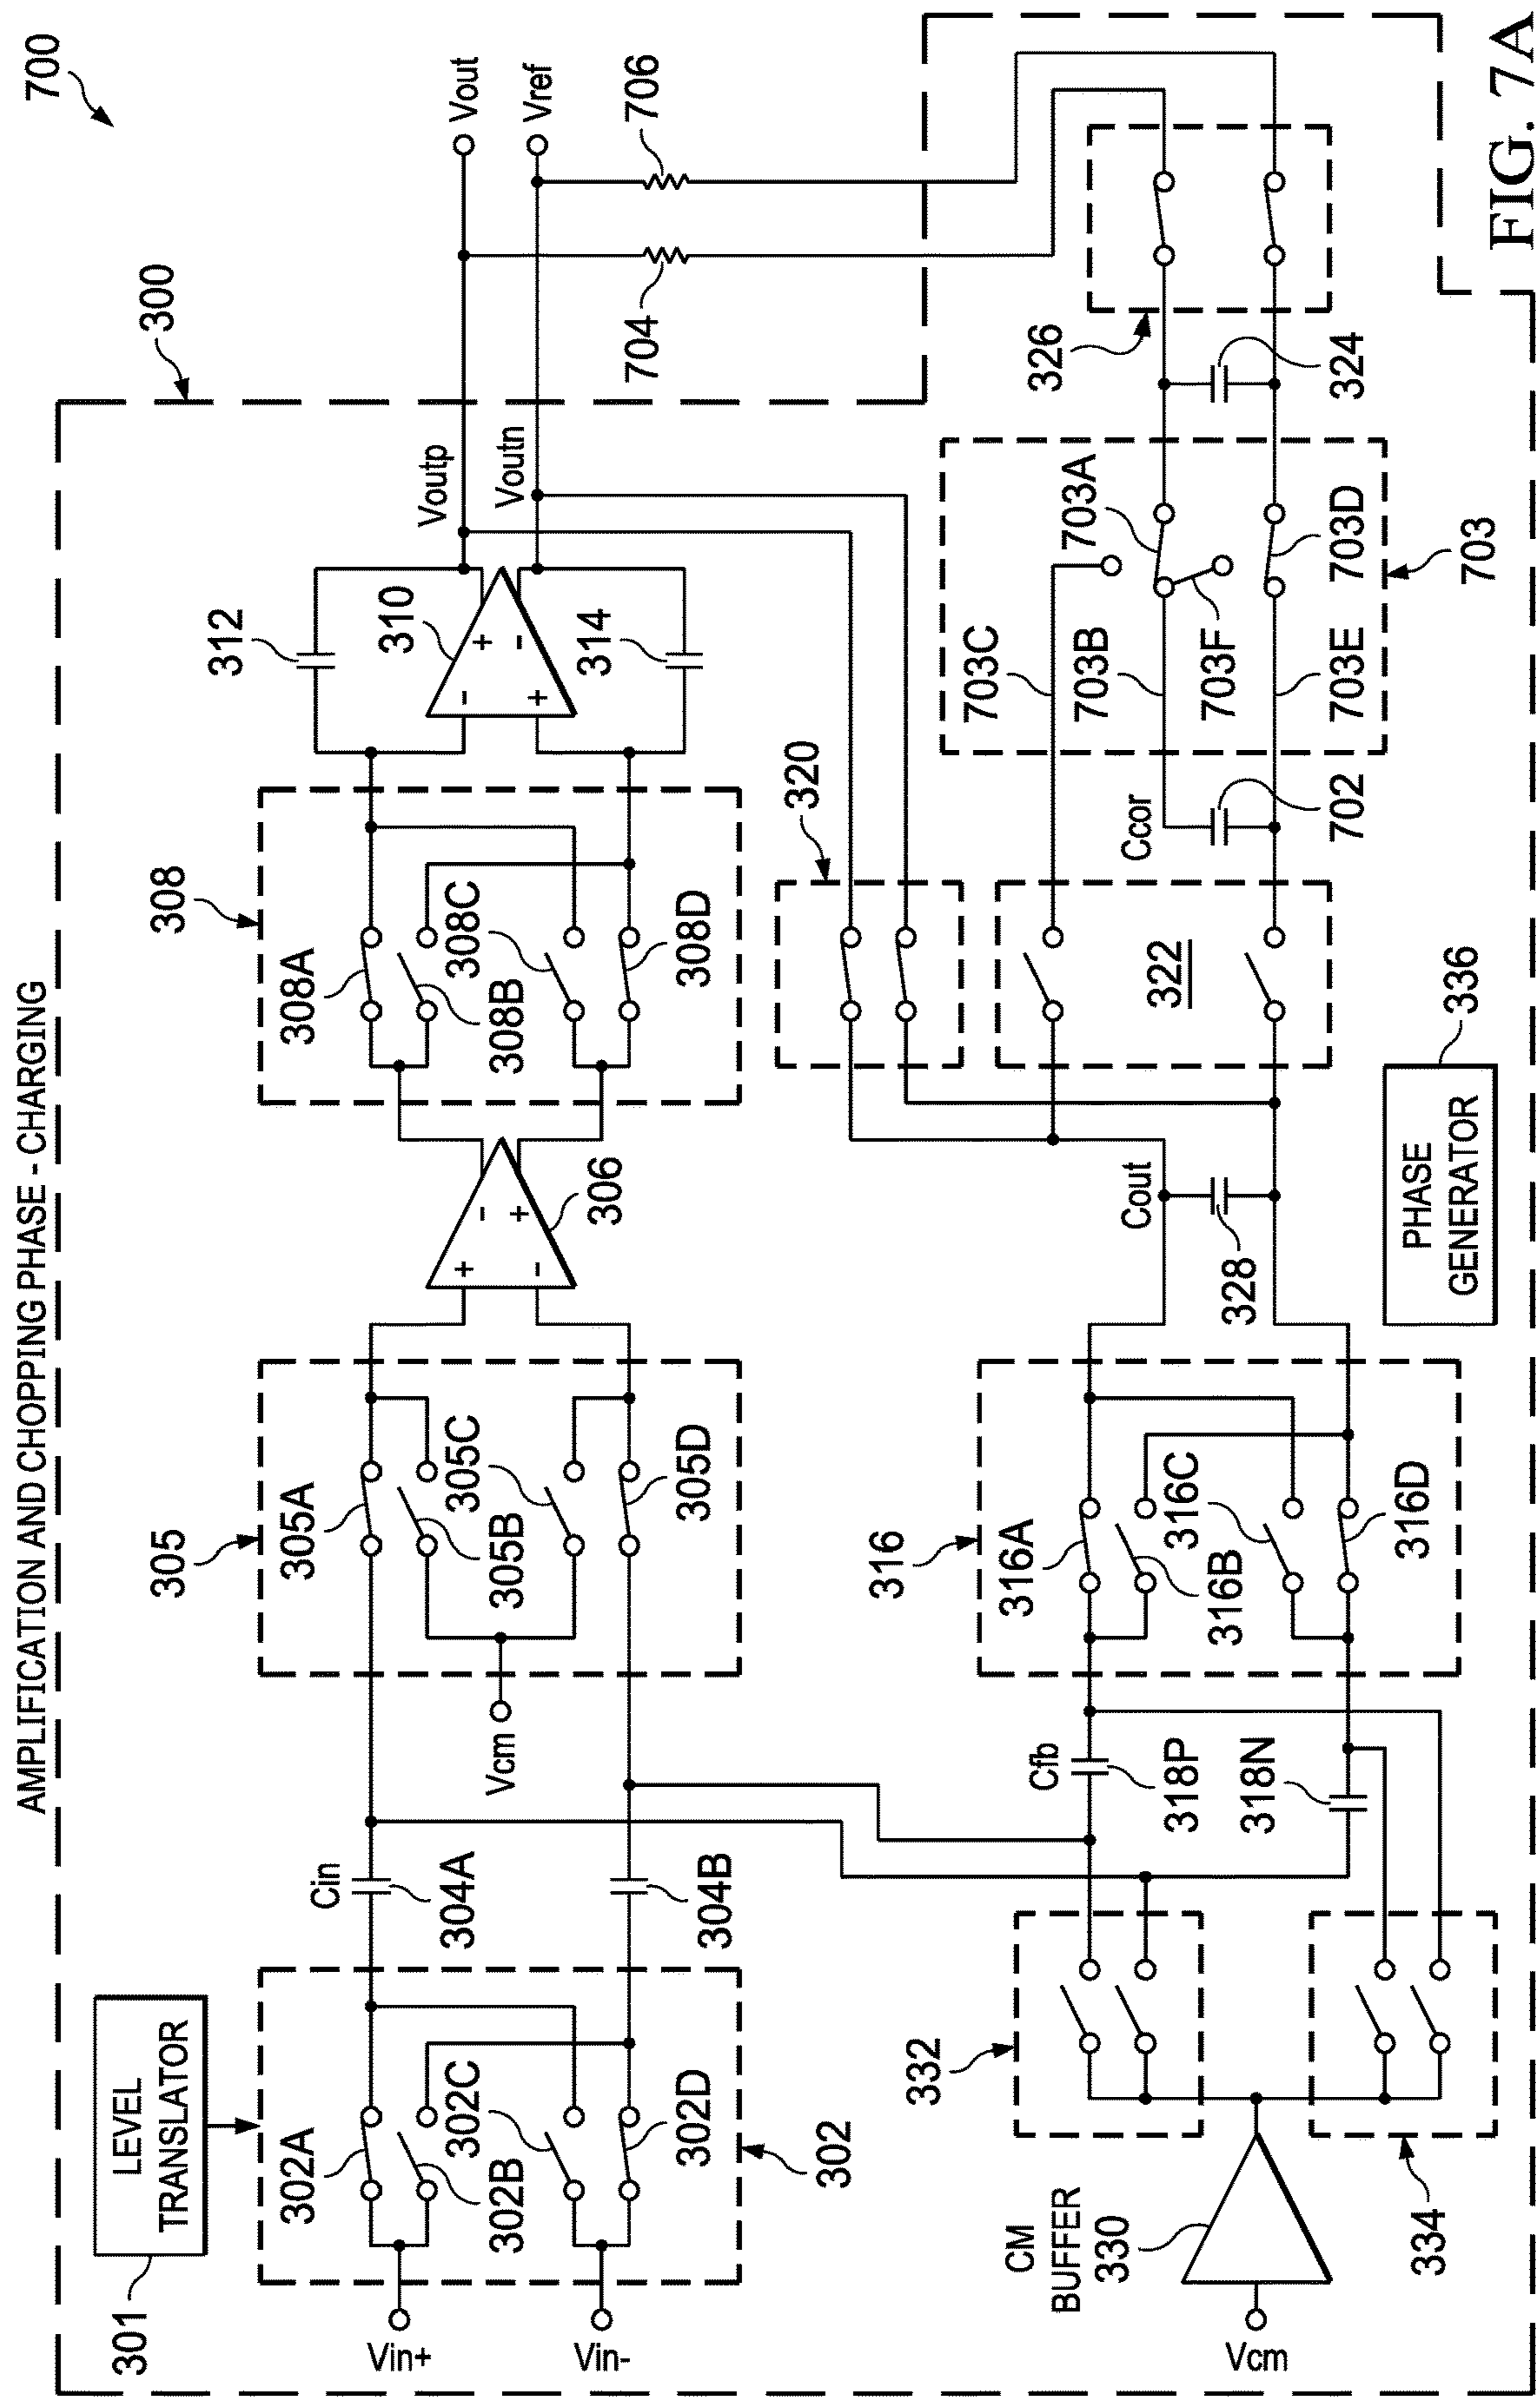 AMPLIFICATION AND CHOPPING PHASE - CHARGING
700
300
301
LEVEL
TRANSLATOR
302A
302B
302C
302D
302
Vin+
Vin-
Cin
304A
304B
305
305A
305B
305C
305D
Vcm
306
+
-
-
+
308
308A
308B
308C
308D
312
310
314
-
+
+
-
Voutp
Voutn
Vout
Vref
704
706
320
322
316
316A
316B
316C
316D
Cfb
318P
318N
Cout
328
Ccor
702
703C
703B
703F
703E
703A
703D
703
326
324
332
334
CM
BUFFER
330
Vcm
PHASE
GENERATOR
336
FIG. 7A